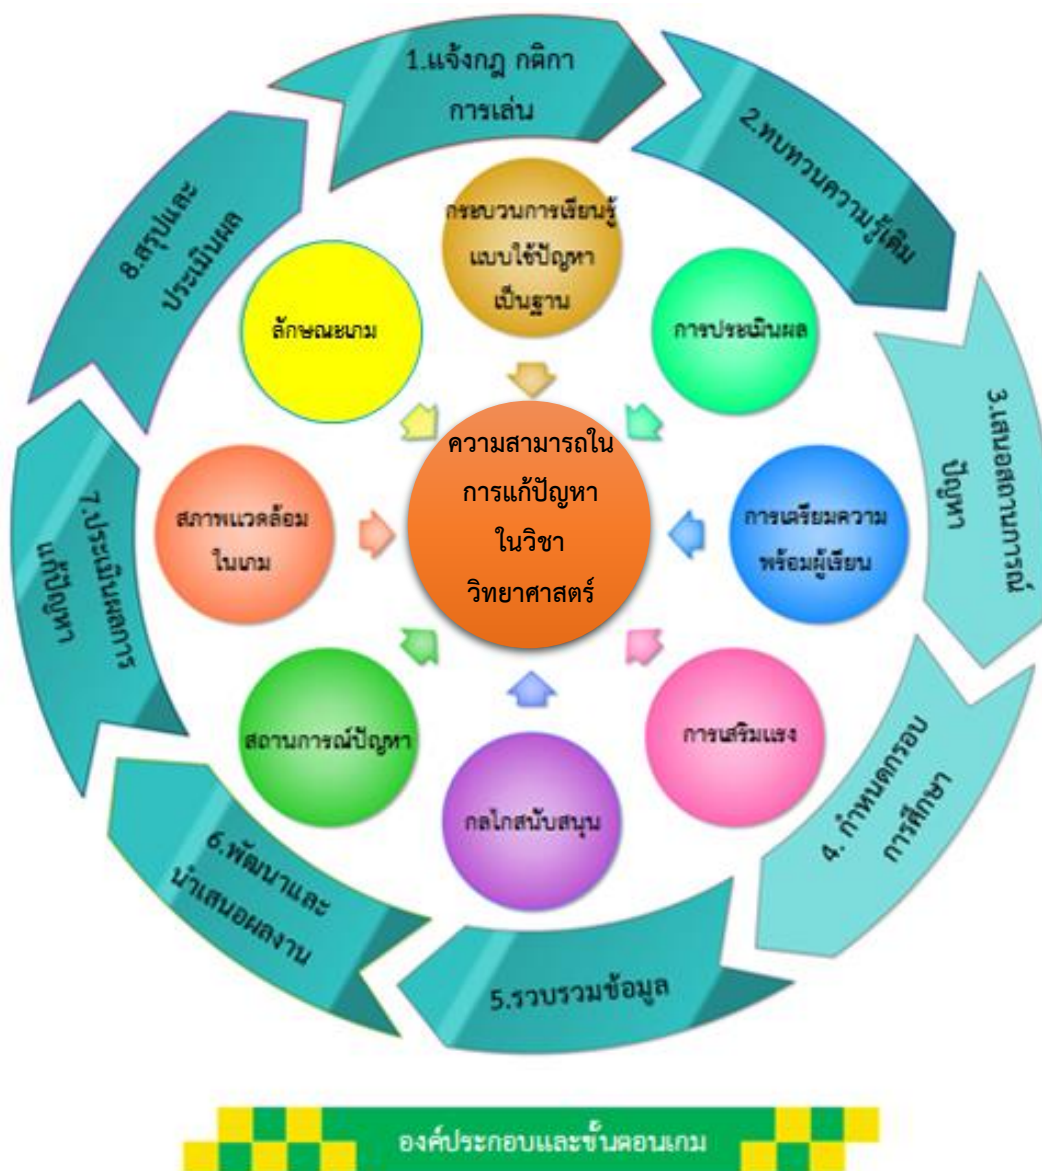 1.แจ้งกฎ กติกา
การเล่น
2.ทบทวนความรู้เดิม
3.เสนอสถานการณ์
ปัญหา
4. กำหนดกรอบ
การศึกษา
5.รวบรวมข้อมูล
6.พัฒนาและ
นำเสนอผลงาน
7.ประเมินผลการ
แก้ปัญหา
8.สรุปและ
ประเมินผล
กระบวนการเรียนรู้
แบบใช้ปัญหา
เป็นฐาน
การประเมินผล
การเตรียมความ
พร้อมผู้เรียน
การเสริมแรง
กลไกสนับสนุน
สถานการณ์ปัญหา
สภาพแวดล้อม
ในเกม
ลักษณะเกม
ความสามารถใน
การแก้ปัญหา
ในวิชา
วิทยาศาสตร์
องค์ประกอบและขั้นตอนเกม